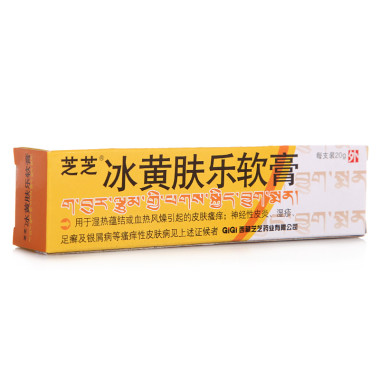 芝芝® 冰黄肤乐软膏
每支装20g 外
用于湿热蕴结或血热风燥引起的皮肤瘙痒；神经性皮炎、湿疹、
足癣及银屑病等瘙痒性皮肤病见上述证候者 QiQi 西藏芝芝药业有限公司